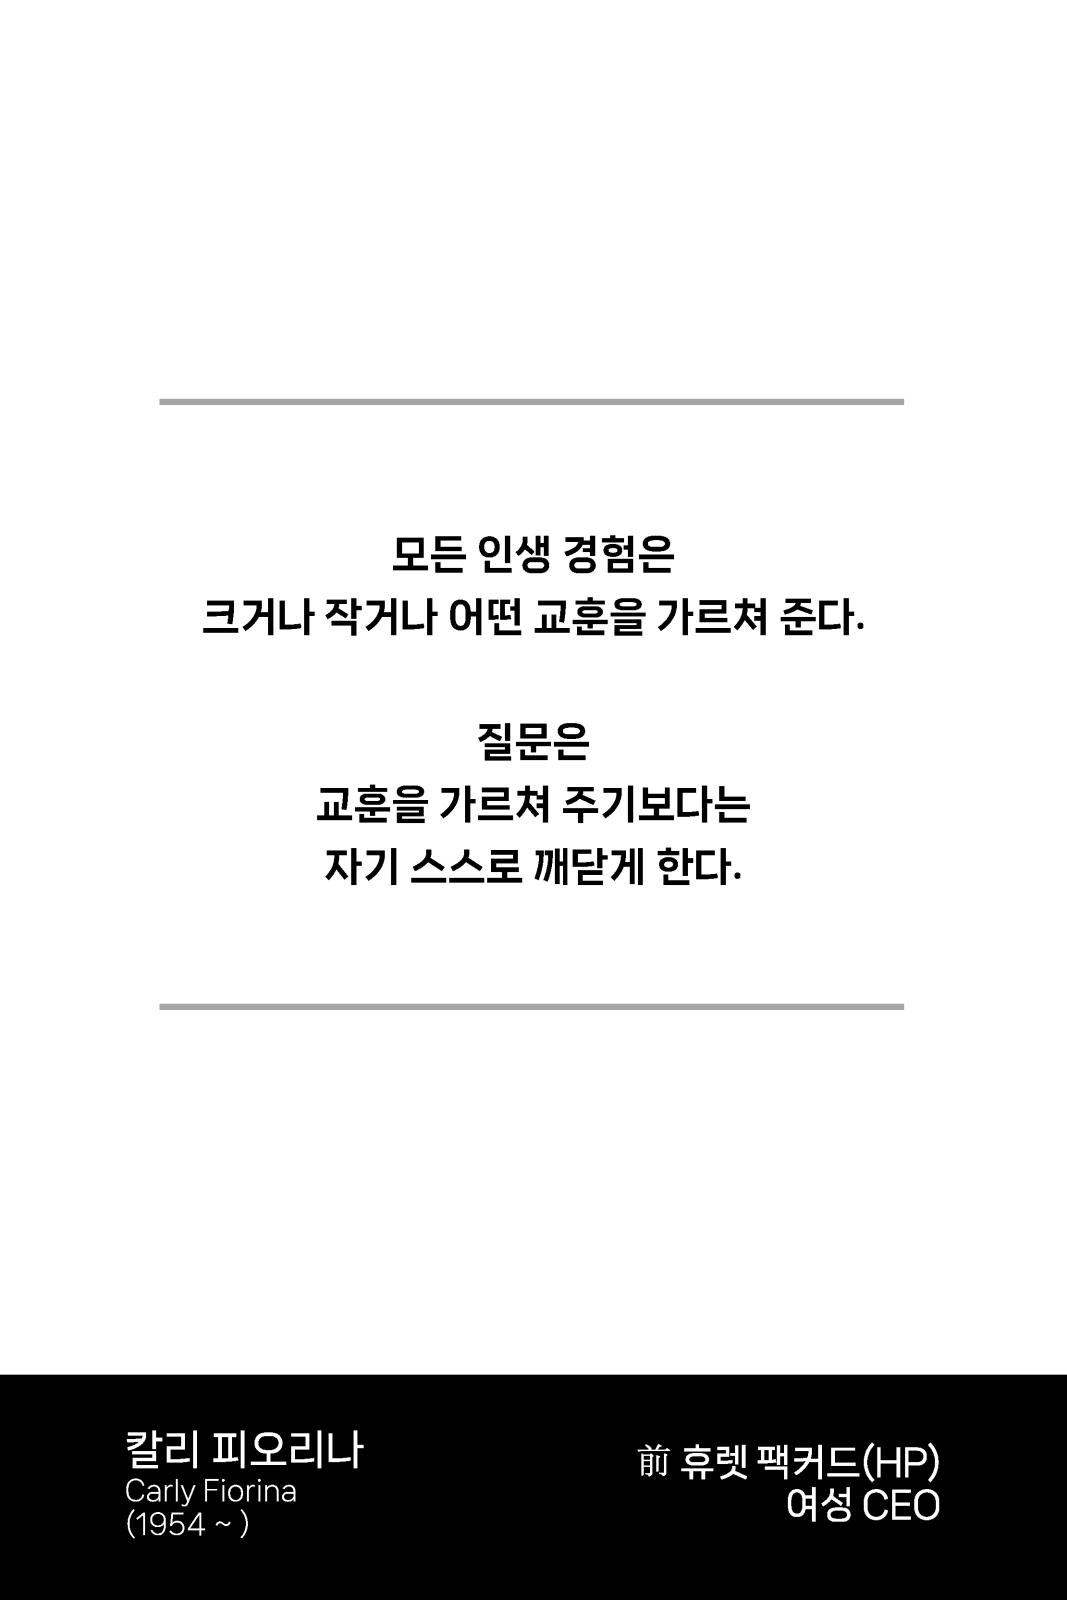 모든 인생 경험은
크거나 작거나 어떤 교훈을 가르쳐 준다.
질문은
교훈을 가르쳐 주기보다는
자기 스스로 깨닫게 한다.
칼리 피오리나
Carly Fiorina
(1954 ~ )
前 휴렛 팩커드(HP)
여성 CEO